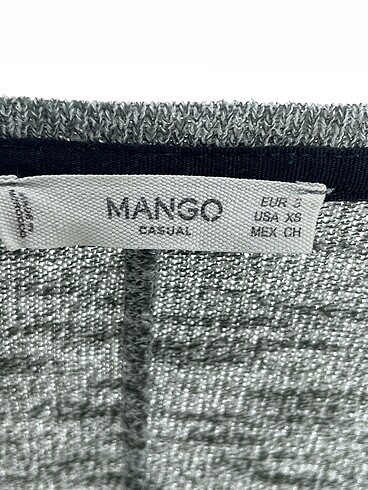 MANGO
CASUAL
EUR S
USA XS
MEX CH